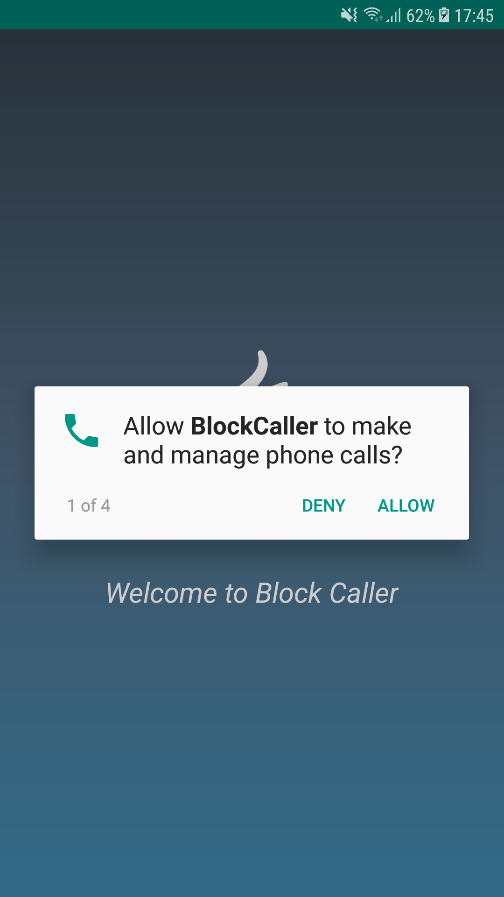 62% 17:45
Allow BlockCaller to make
and manage phone calls?
1 of 4 DENY ALLOW
Welcome to Block Caller